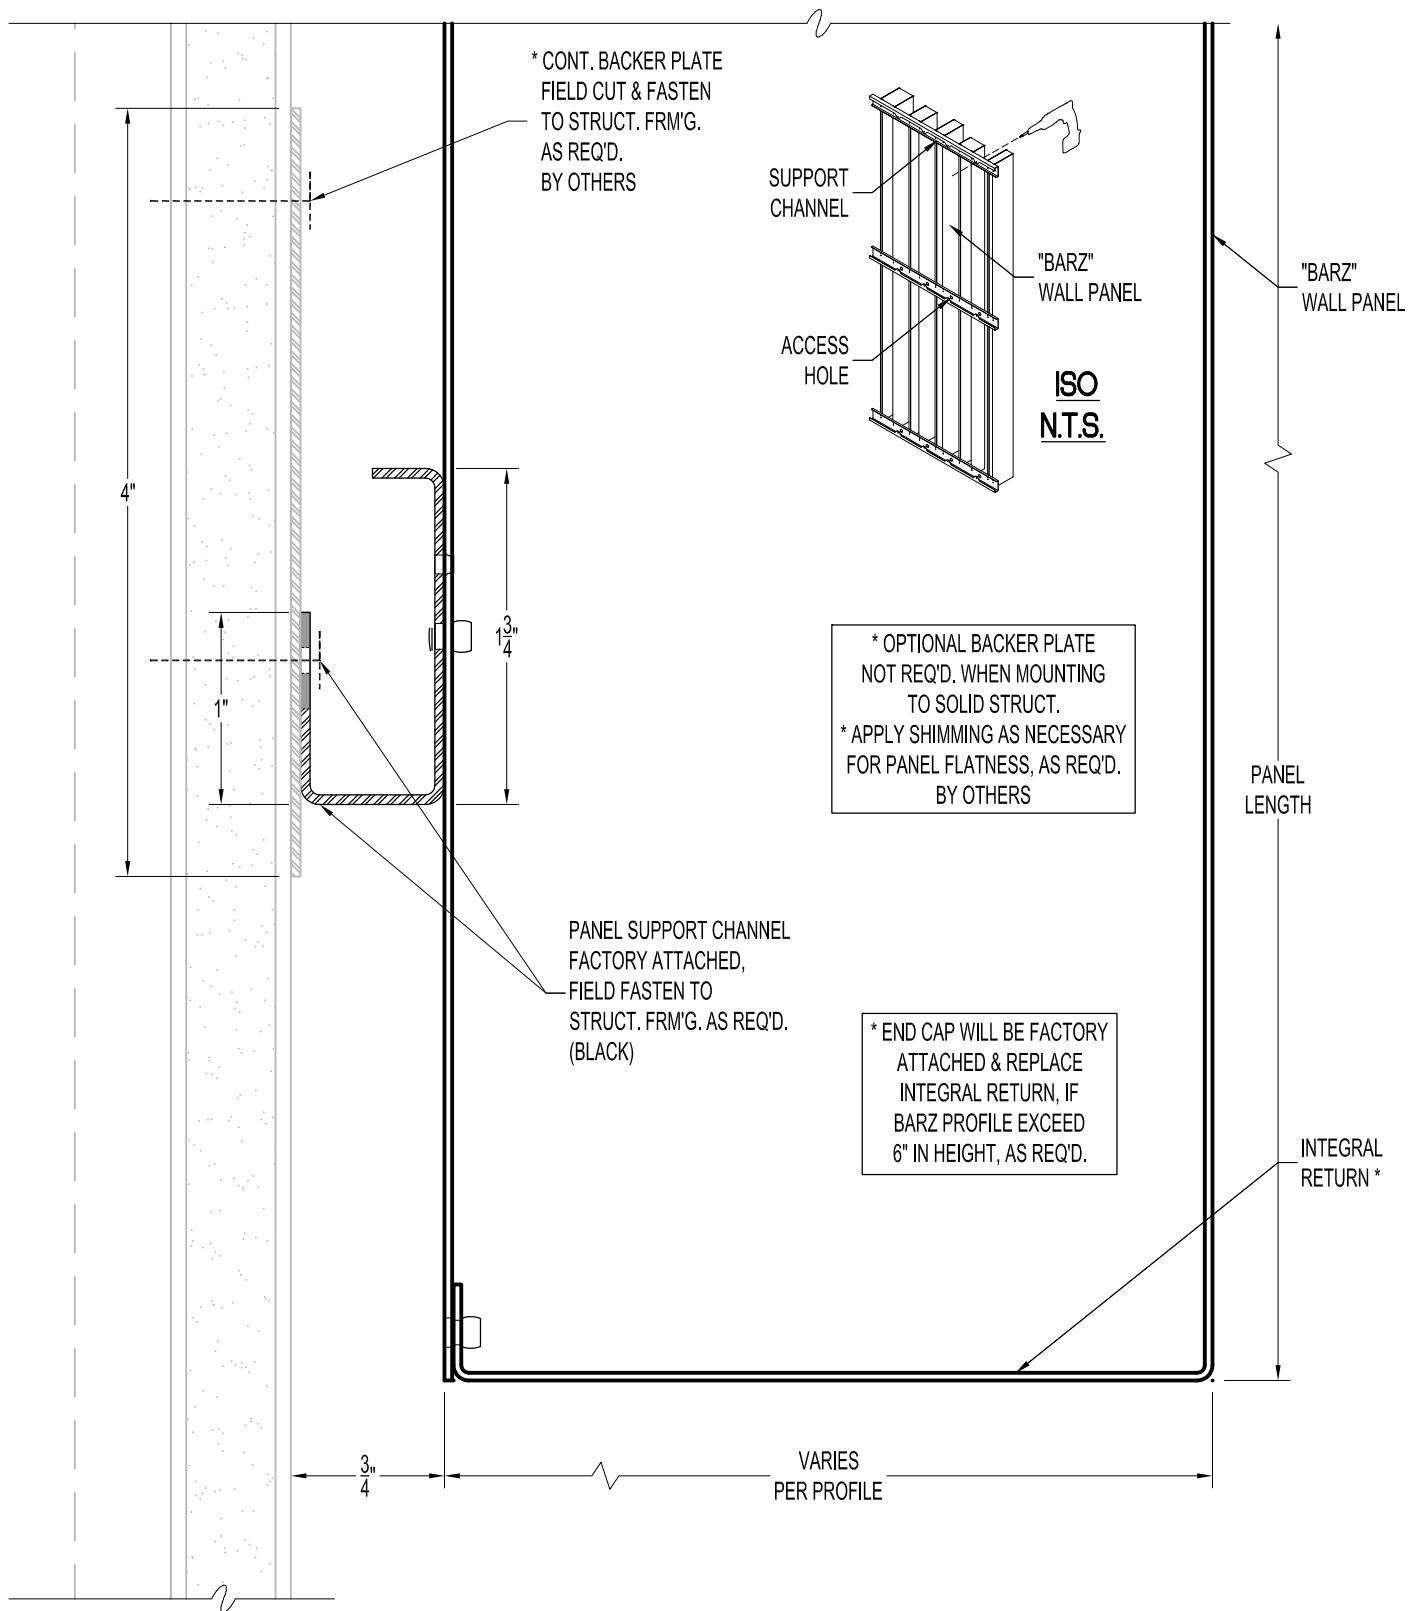 * CONT. BACKER PLATE
FIELD CUT & FASTEN
TO STRUCT. FRM'G.
AS REQ'D.
BY OTHERS
SUPPORT
CHANNEL
"BARZ"
WALL PANEL
ACCESS
HOLE
ISO
N.T.S.
"BARZ"
WALL PANEL
4"
1 3/4"
1"
* OPTIONAL BACKER PLATE
NOT REQ'D. WHEN MOUNTING
TO SOLID STRUCT.
* APPLY SHIMMING AS NECESSARY
FOR PANEL FLATNESS, AS REQ'D.
BY OTHERS
PANEL
LENGTH
PANEL SUPPORT CHANNEL
FACTORY ATTACHED,
FIELD FASTEN TO
STRUCT. FRM'G. AS REQ'D.
(BLACK)
* END CAP WILL BE FACTORY
ATTACHED & REPLACE
INTEGRAL RETURN, IF
BARZ PROFILE EXCEED
6" IN HEIGHT, AS REQ'D.
INTEGRAL
RETURN *
3/4"
VARIES
PER PROFILE